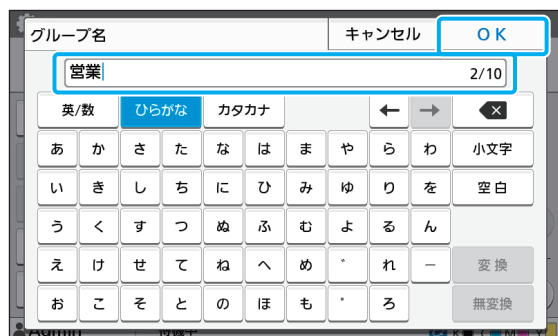 グループ名 キャンセル OK
営業 2/10
英/数 ひらがな カタカナ ← →
あ か さ た な は ま や ら わ 小文字
い き し ち に ひ み ゆ り を 空白
う く す つ ぬ ふ む よ る ん
え け せ て ね へ め ゛ れ ー 変換
お こ そ と の ほ も ゜ ろ 無変換
Admin 待機中 K C M Y